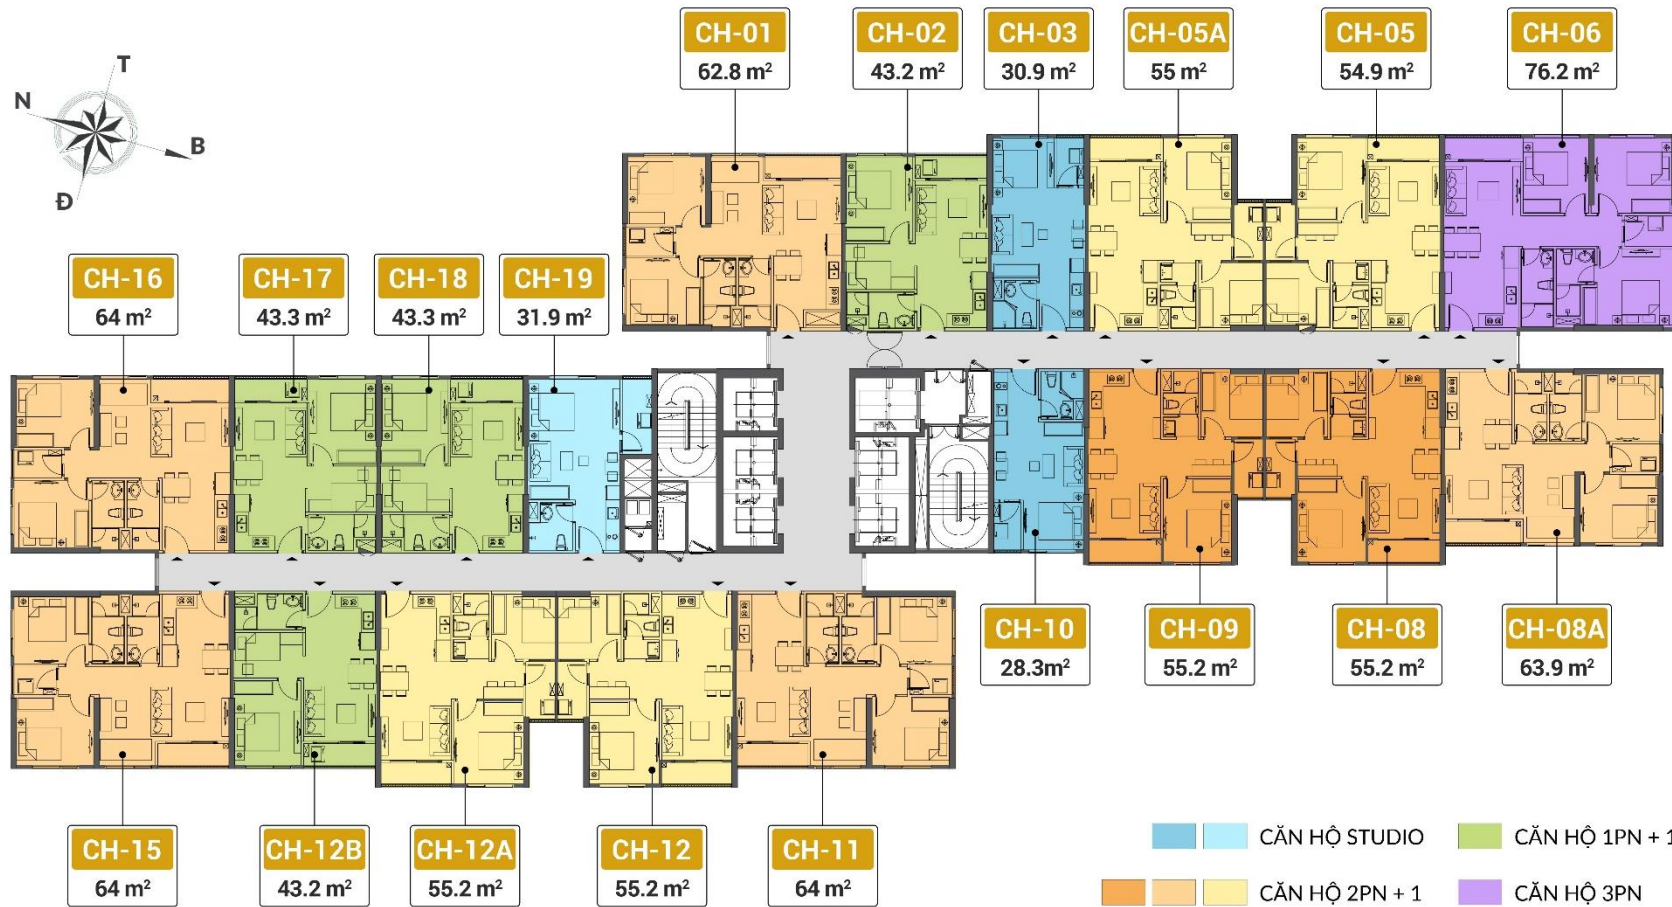 CH-01
62.8 m²
CH-02
43.2 m²
CH-03
30.9 m²
CH-05A
55 m²
CH-05
54.9 m²
CH-06
76.2 m²
T
N
B
Đ
CH-16
64 m²
CH-17
43.3 m²
CH-18
43.3 m²
CH-19
31.9 m²
CH-10
28.3m²
CH-09
55.2 m²
CH-08
55.2 m²
CH-08A
63.9 m²
CH-15
64 m²
CH-12B
43.2 m²
CH-12A
55.2 m²
CH-12
55.2 m²
CH-11
64 m²
CĂN HỘ STUDIO
CĂN HỘ 1PN + 1
CĂN HỘ 2PN + 1
CĂN HỘ 3PN